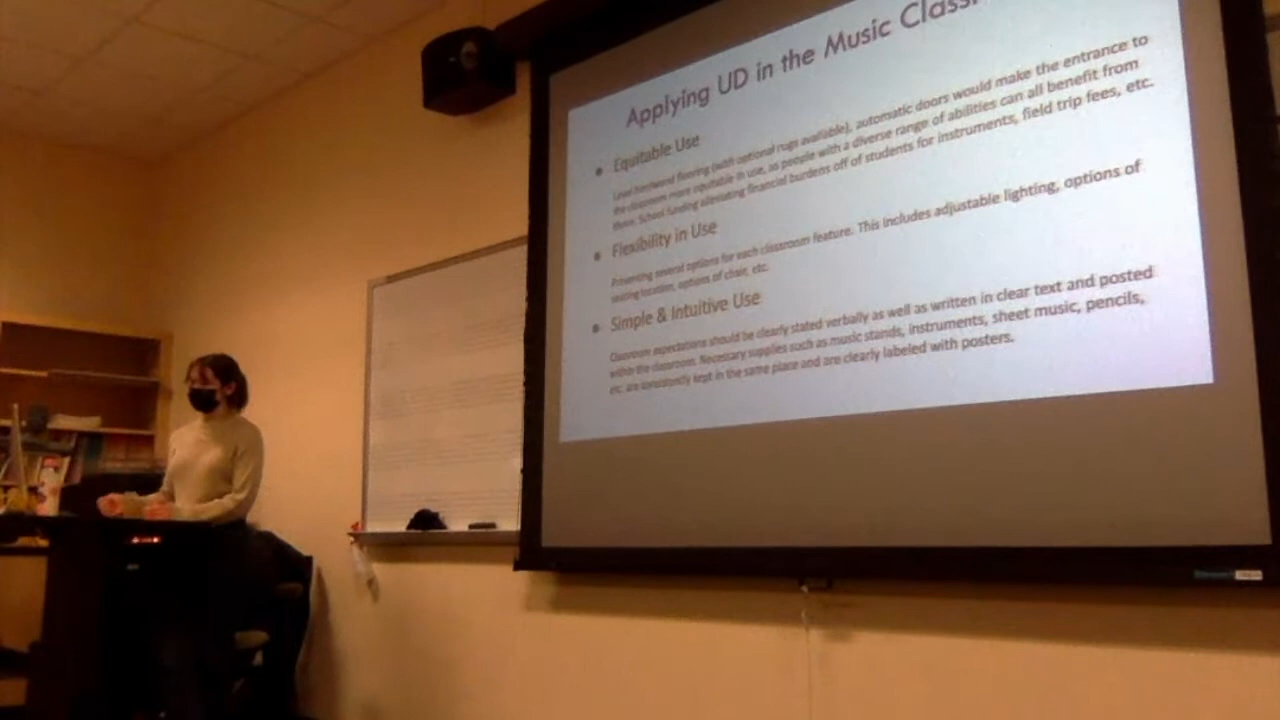 Applying UD in the Music Class
• Equitable Use
Level hardwood flooring (with optional rugs available), automatic doors would make the entrance to
the classroom more equitable in use, as people with a diverse range of abilities can all benefit from
them. School funding alleviating financial burdens off of students for instruments, field trip fees, etc.
• Flexibility in Use
Presenting several options for each classroom feature. This includes adjustable lighting, options of
seating location, options of chair, etc.
• Simple & Intuitive Use
Classroom expectations should be clearly stated verbally as well as written in clear text and posted
within the classroom. Necessary supplies such as music stands, instruments, sheet music, pencils,
etc. are consistently kept in the same place and are clearly labeled with posters.